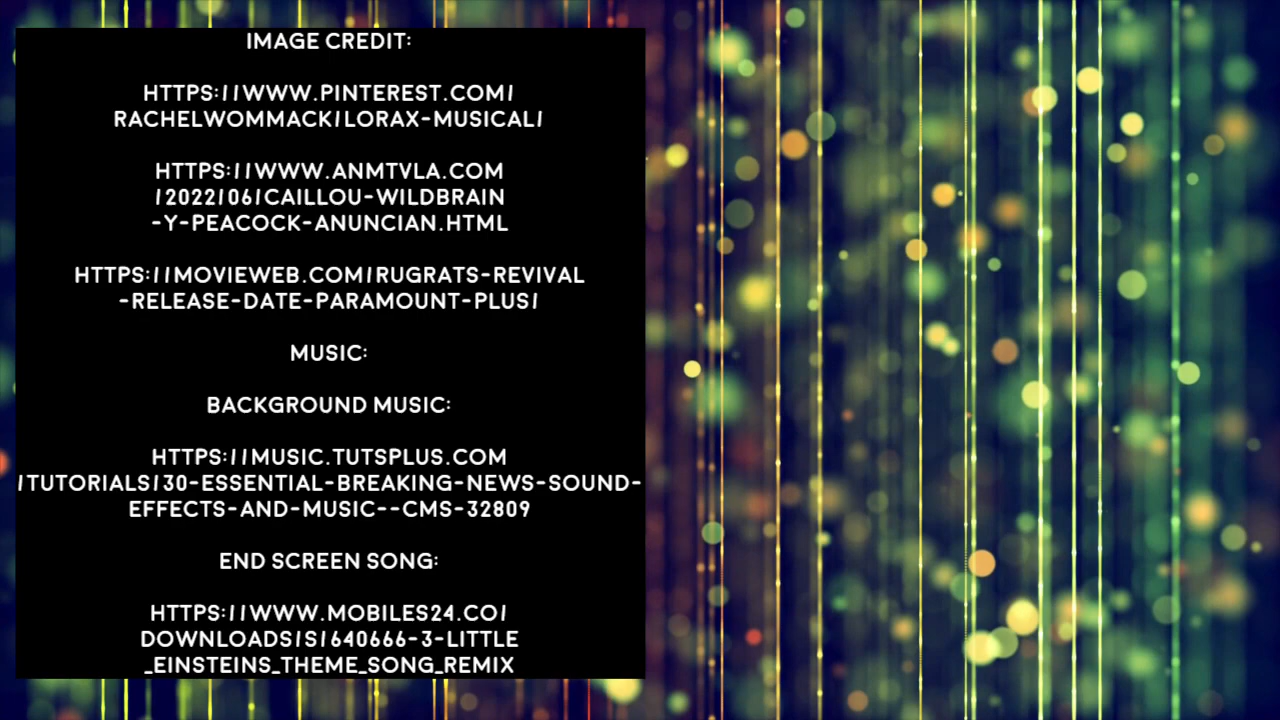 IMAGE CREDIT:
HTTPS://WWW.PINTEREST.COM/
RACHELWOMMACK/LORAX-MUSICAL/
HTTPS://WWW.ANMTVLA.COM
/2022/06/CAILLOU-WILDBRAIN
-Y-PEACOCK-ANUNCIAN.HTML
HTTPS://MOVIEWEB.COM/RUGRATS-REVIVAL
-RELEASE-DATE-PARAMOUNT-PLUS/
MUSIC:
BACKGROUND MUSIC:
HTTPS://MUSIC.TUTSPLUS.COM
/TUTORIALS/30-ESSENTIAL-BREAKING-NEWS-SOUND-
EFFECTS-AND-MUSIC--CMS-32809
END SCREEN SONG:
HTTPS://WWW.MOBILES24.CO/
DOWNLOADS/S/640666-3-LITTLE
_EINSTEINS_THEME_SONG_REMIX